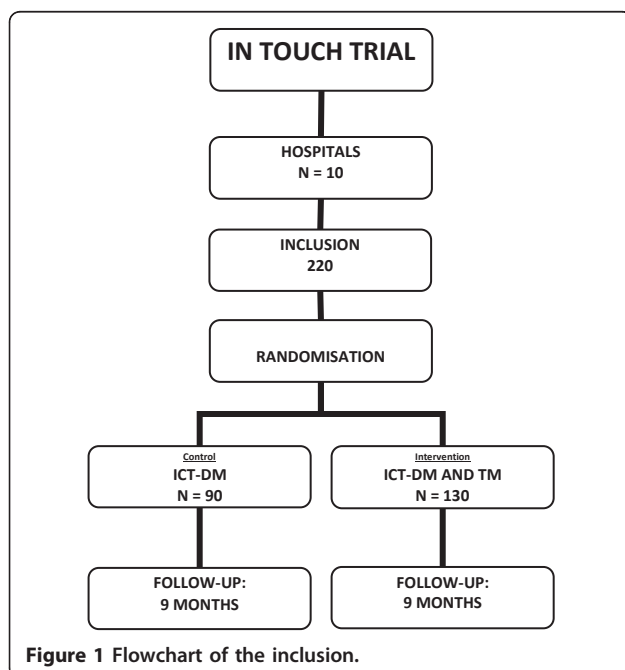 IN TOUCH TRIAL
HOSPITALS
N = 10
INCLUSION
220
RANDOMISATION
Control
ICT-DM
N = 90
Intervention
ICT-DM AND TM
N = 130
FOLLOW-UP:
9 MONTHS
FOLLOW-UP:
9 MONTHS
Figure 1 Flowchart of the inclusion.